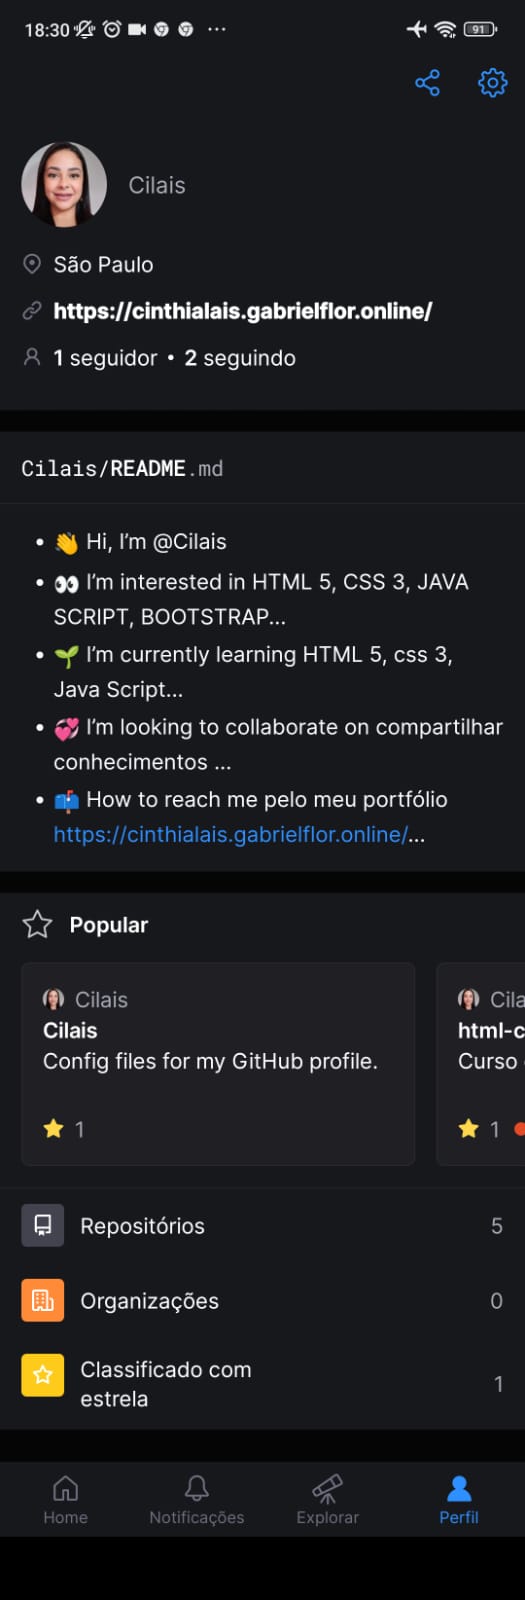 18:30
91
Cilais
São Paulo
https://cinthialais.gabrielflor.online/
1 seguidor • 2 seguindo
Cilais/README.md
• 👋 Hi, I’m @Cilais
• 👀 I’m interested in HTML 5, CSS 3, JAVA
SCRIPT, BOOTSTRAP...
• 🌱 I’m currently learning HTML 5, css 3,
Java Script...
• 💞️ I’m looking to collaborate on compartilhar
conhecimentos ...
• 📫 How to reach me pelo meu portfólio
https://cinthialais.gabrielflor.online/...
Popular
Cilais
Cilais
Config files for my GitHub profile.
1
Cila
html-c
Curso
1
Repositórios 5
Organizações 0
Classificado com
estrela 1
Home Notificações Explorar Perfil